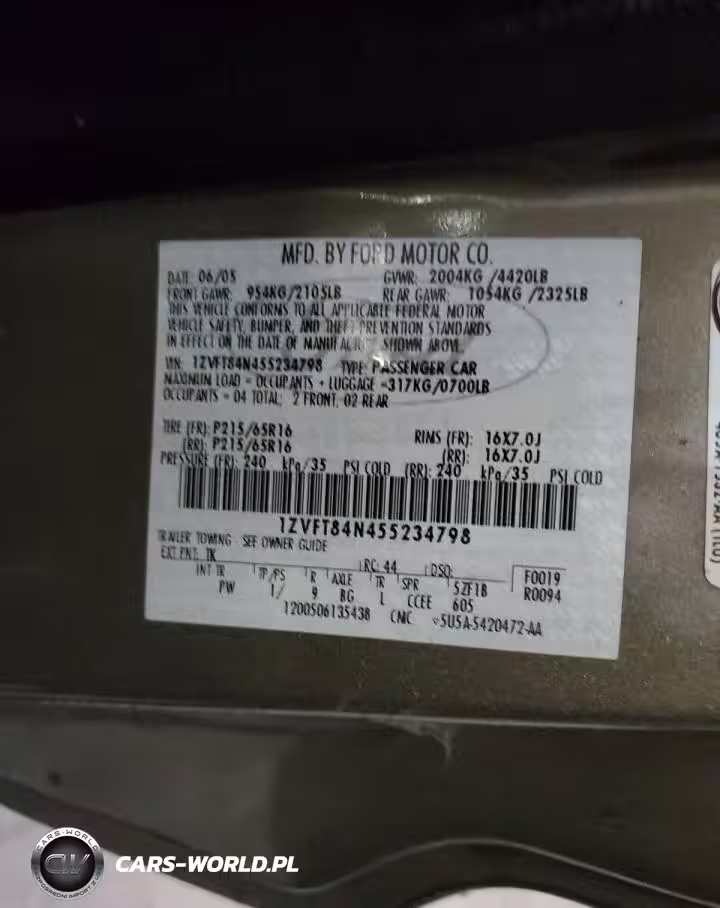 MFD. BY FORD MOTOR CO.
DATE: 06/05 GVWR: 2004KG /4420LB
FRONT GAWR: 954KG/2105LB REAR GAWR: 1054KG /2325LB
THIS VEHICLE CONFORMS TO ALL APPLICABLE FEDERAL MOTOR
VEHICLE SAFETY, BUMPER, AND THEFT PREVENTION STANDARDS
IN EFFECT ON THE DATE OF MANUFACTURE SHOWN ABOVE.
VIN: 1ZVFT84N455234798 TYPE: PASSENGER CAR
MAXIMUM LOAD = OCCUPANTS + LUGGAGE =317KG/0700LB
OCCUPANTS = 04 TOTAL; 2 FRONT, 02 REAR
TIRE (FR): P215/65R16 RIMS (FR): 16X7.0J
(RR): P215/65R16 (RR): 16X7.0J
PRESSURE (FR): 240 kPa/35 PSI COLD (RR): 240 kPa/35 PSI COLD
1ZVFT84N455234798
TRAILER TOWING - SEE OWNER GUIDE
EXT PNT: TK RC: 44 DSO:
INT TR TP/PS R AXLE TR SPR 5ZF1B F0019
PW 1/ 9 BG L CCEE 605 R0094
1200506135438 CMC 5U5A-5420472-AA
CARS-WORLD
CW
CARS-WORLD.PL